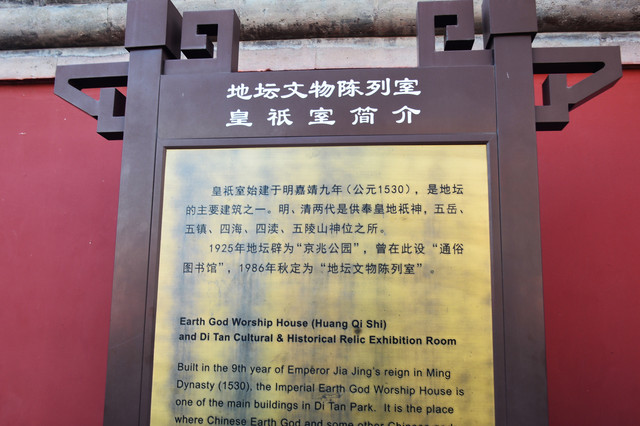 地坛文物陈列室
皇祇室简介
皇祇室始建于明嘉靖九年（公元1530），是地坛
的主要建筑之一。明、清两代是供奉皇地祇神，五岳、
五镇、四海、四渎、五陵山神位之所。
1925年地坛辟为“京兆公园”，曾在此设“通俗
图书馆”，1986年秋定为“地坛文物陈列室”。
Earth God Worship House (Huang Qi Shi)
and Di Tan Cultural & Historical Relic Exhibition Room
Built in the 9th year of Emperor Jia Jing's reign in Ming
Dynasty (1530), the Imperial Earth God Worship House is
one of the main buildings in Di Tan Park. It is the place
where Chinese Earth God and some other Chinese and